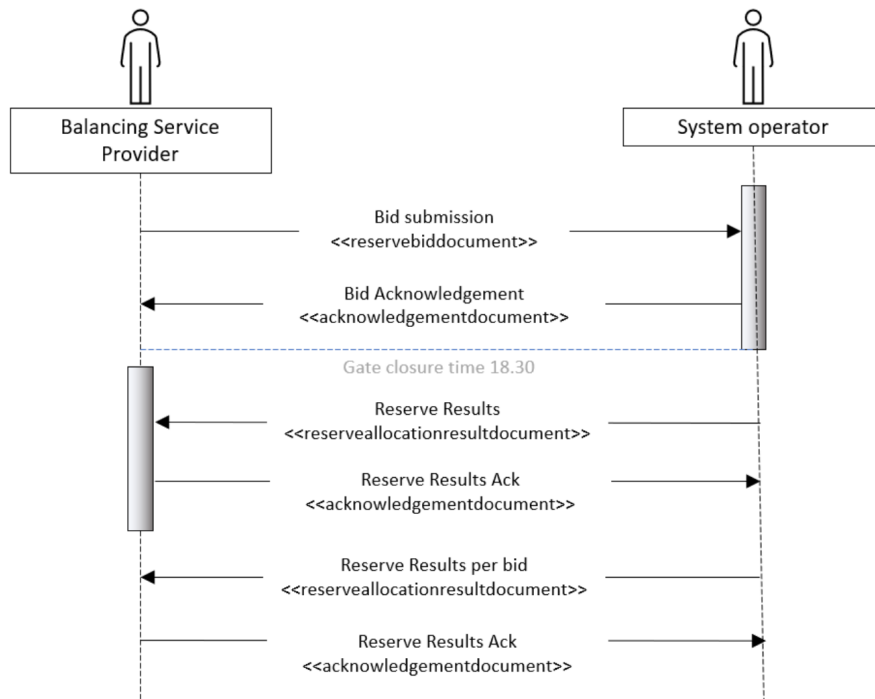 Balancing Service
Provider
System operator
Bid submission
<<reservebiddocument>>
Bid Acknowledgement
<<acknowledgementdocument>>
Gate closure time 18.30
Reserve Results
<<reserveallocationresultdocument>>
Reserve Results Ack
<<acknowledgementdocument>>
Reserve Results per bid
<<reserveallocationresultdocument>>
Reserve Results Ack
<<acknowledgementdocument>>